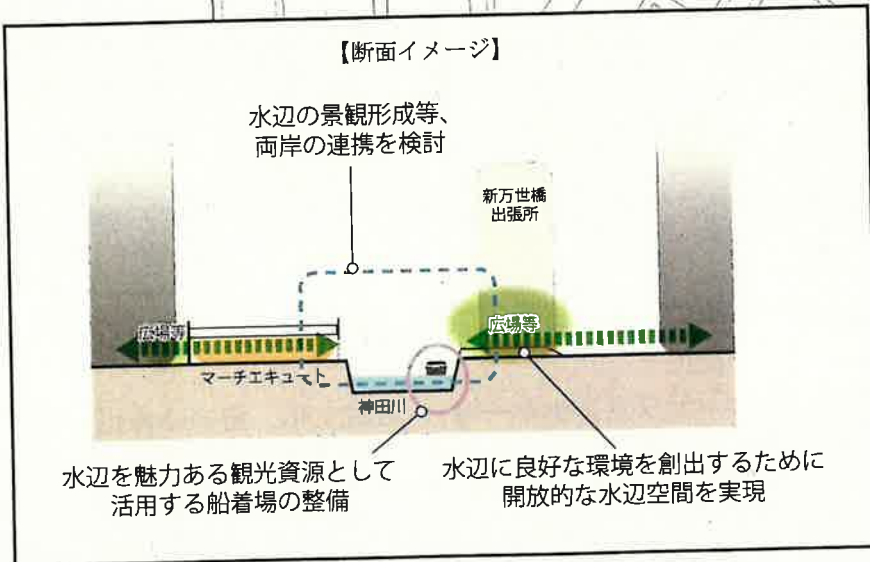 【断面イメージ】
水辺の景観形成等、
両岸の連携を検討
新万世橋
出張所
広場等
広場等
マーチエキュート
神田川
水辺を魅力ある観光資源として
活用する船着場の整備
水辺に良好な環境を創出するために
開放的な水辺空間を実現